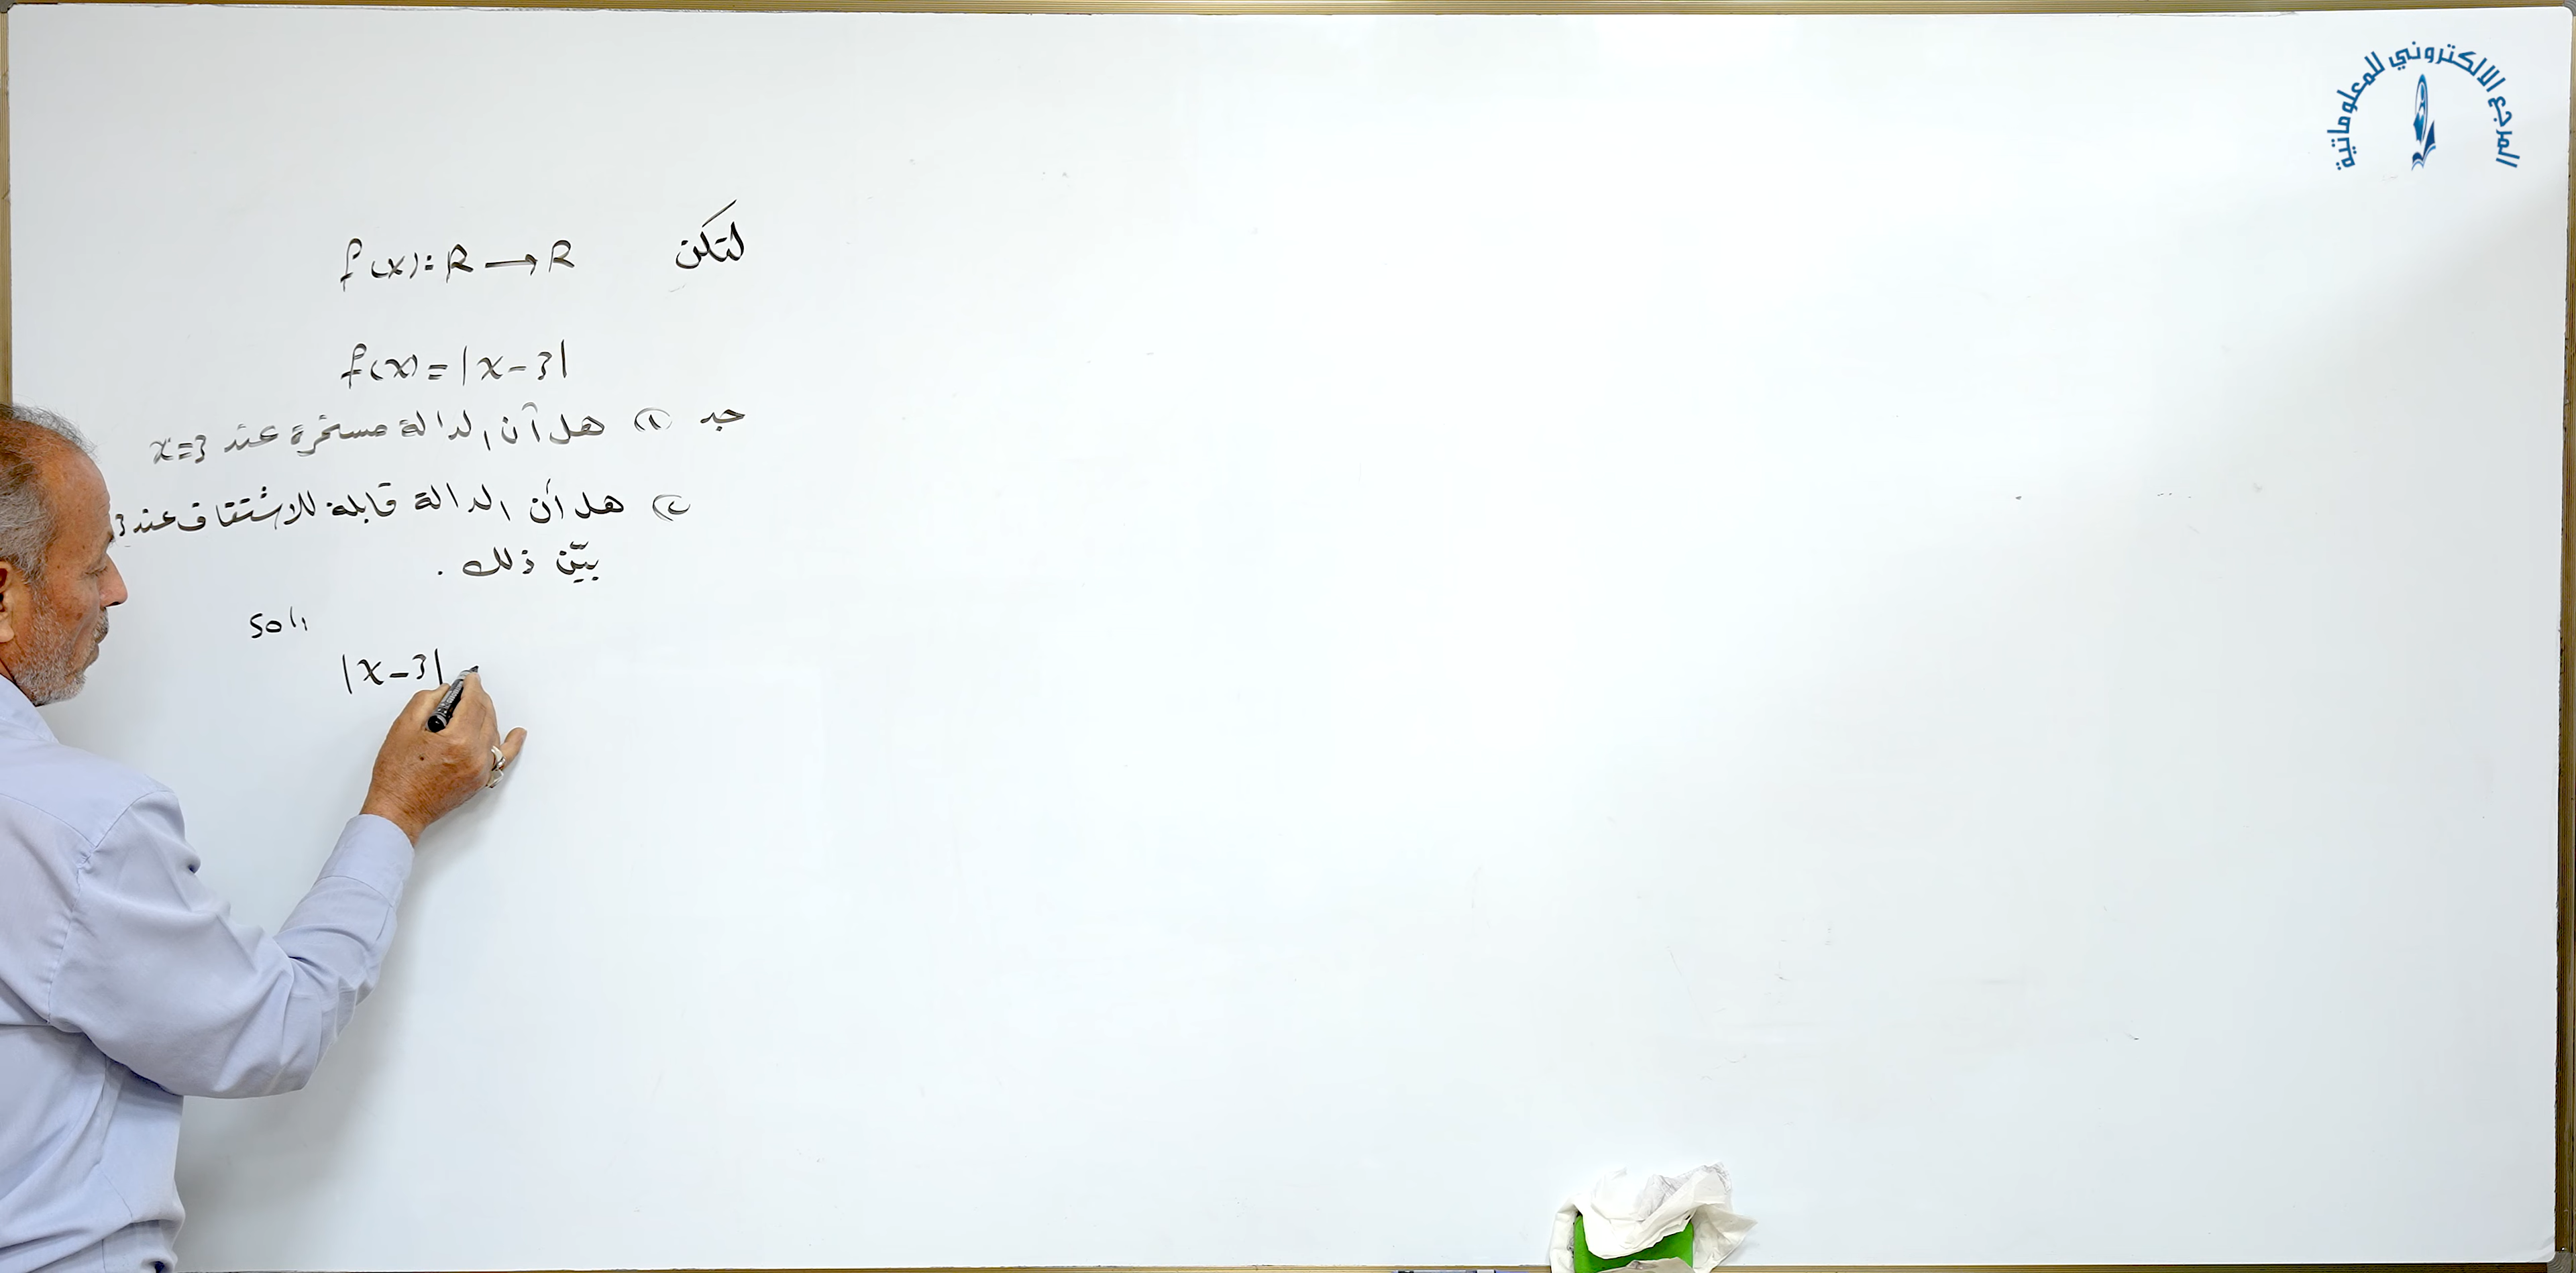 المرجع الالكتروني للمعلوماتية
لتكن f(x): R → R
f(x) = |x-3|
جد (١) هل أن الدالة مستمرة عند x=3
(٢) هل أن الدالة قابلة للاشتقاق عند 3
بيّن ذلك .
Sol:
|x-3|